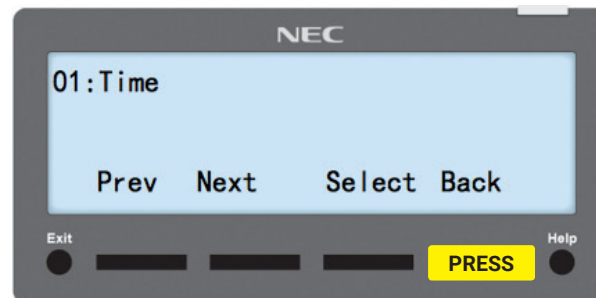 NEC
01:Time
Prev Next Select Back
Exit
Help
PRESS